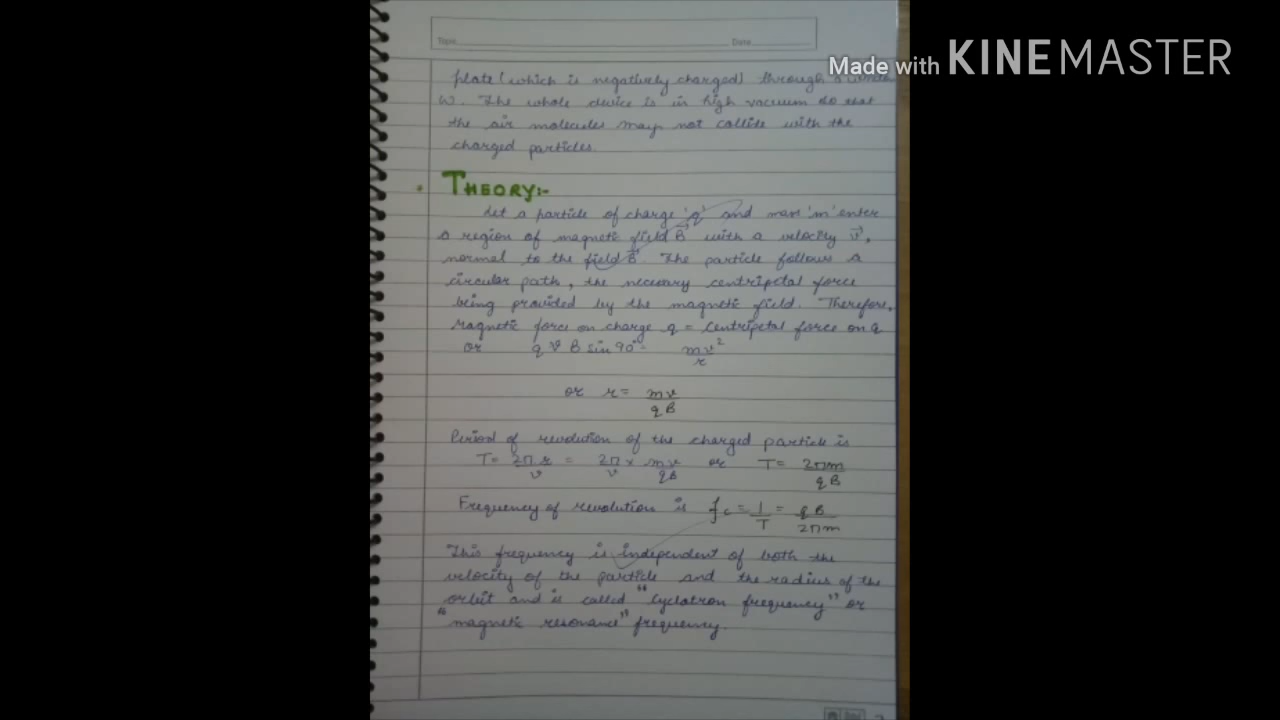 Made with KINEMASTER
Topic Date
plate (which is negatively charged) through a window
W. The whole device is in high vacuum so that
the air molecules may not collide with the
charged particles.
• THEORY:-
Let a particle of charge 'q' and mass 'm' enter
a region of magnetic field B⃗ with a velocity v⃗,
normal to the field B⃗. The particle follows a
circular path, the necessary centripetal force
being provided by the magnetic field. Therefore,
Magnetic force on charge q = Centripetal force on q
or q v B sin 90° = mv²/r
or r = mv/qB
Period of revolution of the charged particle is
T = 2πr/v = 2π/v × mv/qB or T = 2πm/qB
Frequency of revolution is fc = 1/T = qB/2πm
This frequency is independent of both the
velocity of the particle and the radius of the
orbit and is called "Cyclatron frequency" or
"magnetic resonance" frequency.